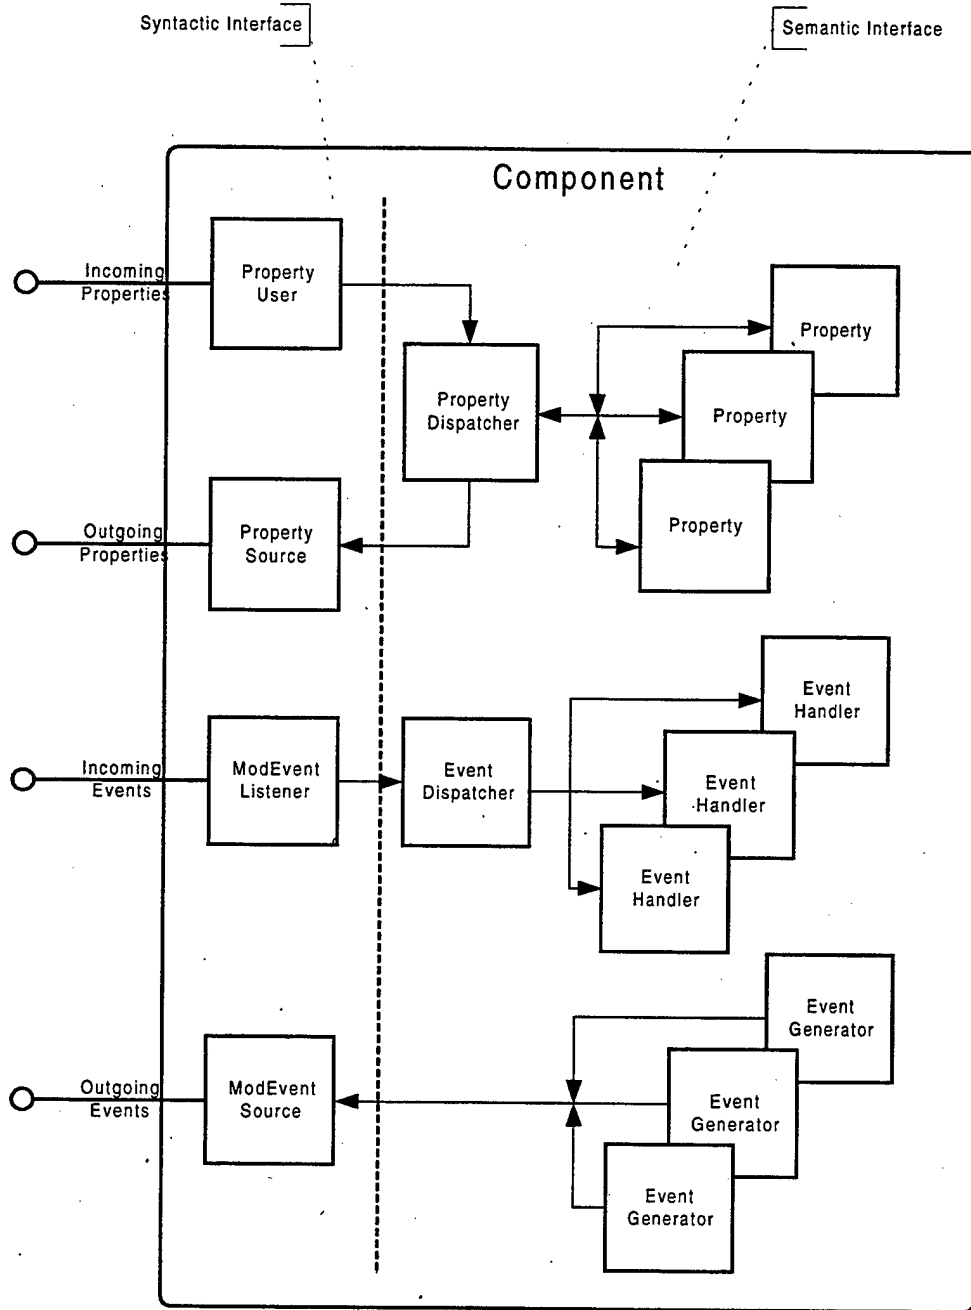 Syntactic Interface
Semantic Interface
Component
Incoming
Properties
Property
User
Property
Property
Dispatcher
Property
Property
Outgoing
Properties
Property
Source
Event
Handler
Incoming
Events
ModEvent
Listener
Event
Dispatcher
Event
Handler
Event
Handler
Event
Generator
Outgoing
Events
ModEvent
Source
Event
Generator
Event
Generator